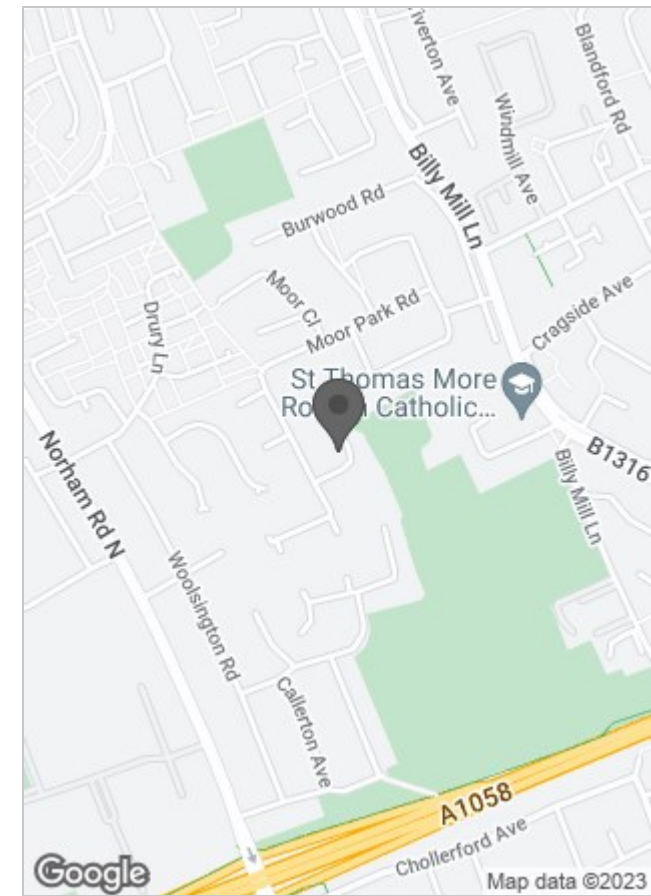 Blandford Rd
Windmill Ave
Billy Mill Ln
Burwood Rd
Cragside Ave
Moor Cl
Drury Ln
Moor Park Rd
St Thomas More
Catholic...
B1316
Billy Mill Ln
Norham Rd N
Woolsington Rd
Callerton Ave
A1058
Chollerford Ave
Google
Map data ©2023